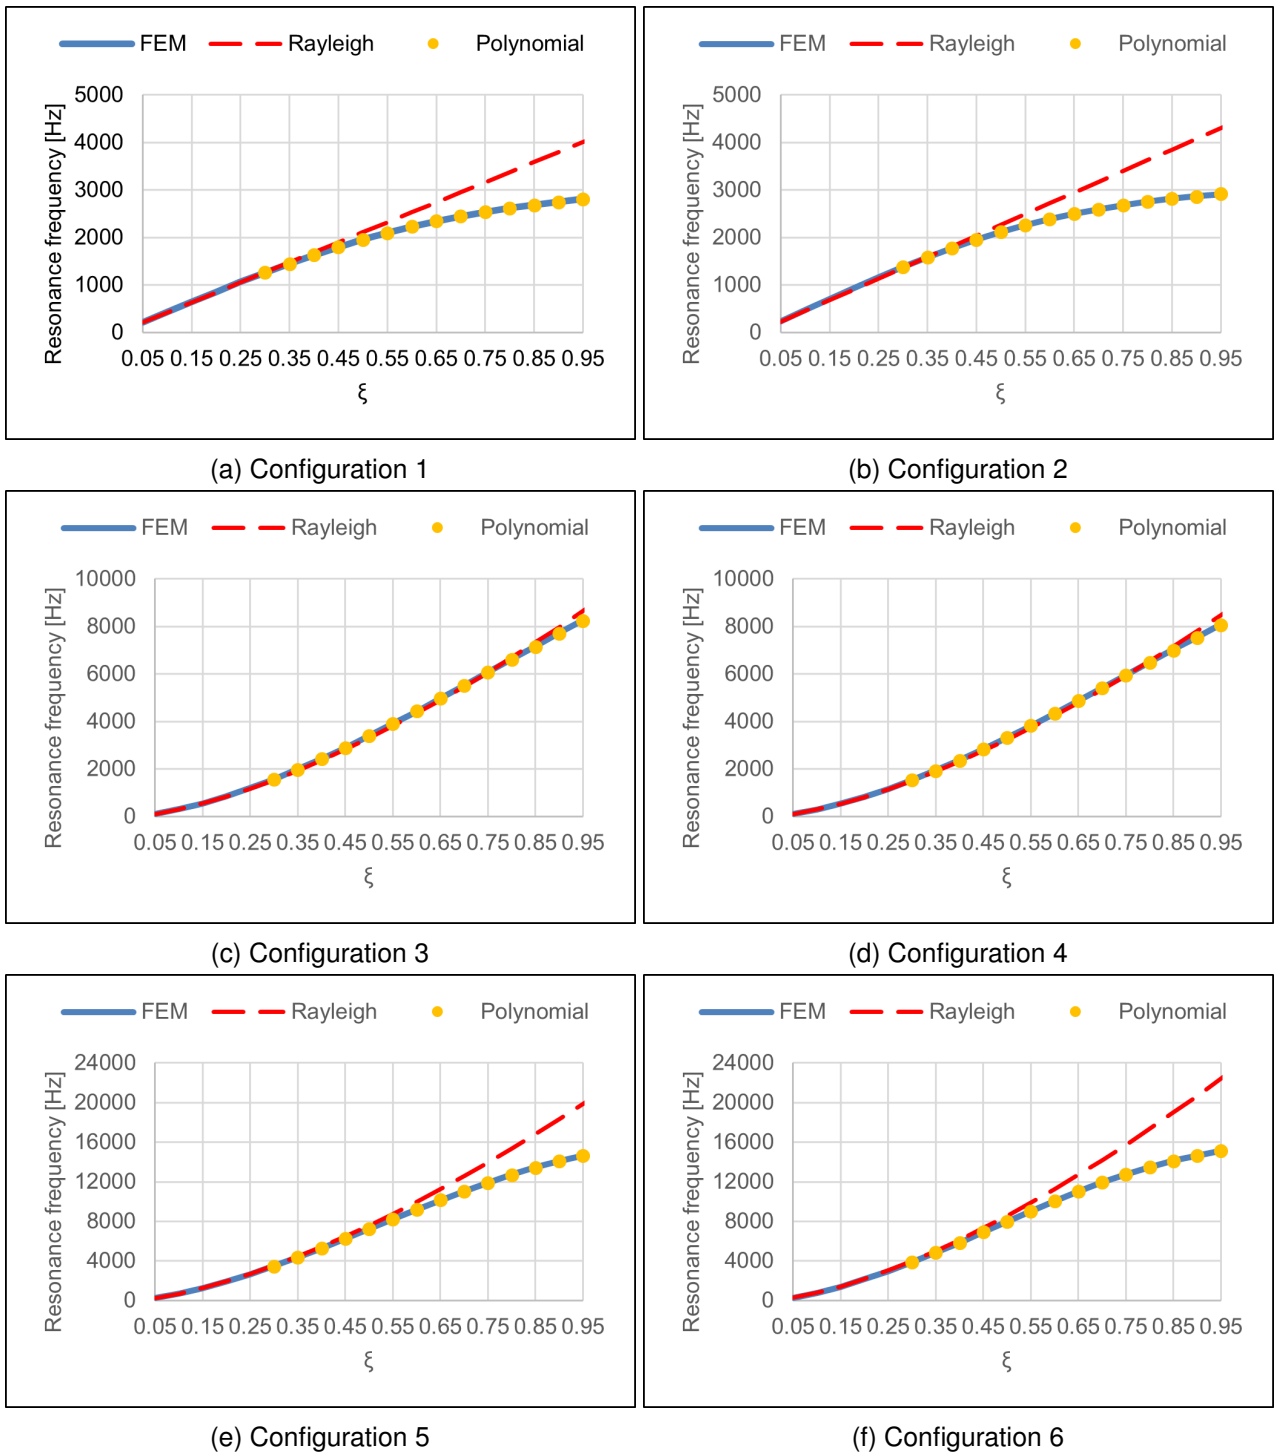 FEM Rayleigh Polynomial
Resonance frequency [Hz]
5000
4000
3000
2000
1000
0
0.05 0.15 0.25 0.35 0.45 0.55 0.65 0.75 0.85 0.95
ξ
(a) Configuration 1
FEM Rayleigh Polynomial
Resonance frequency [Hz]
5000
4000
3000
2000
1000
0
0.05 0.15 0.25 0.35 0.45 0.55 0.65 0.75 0.85 0.95
ξ
(b) Configuration 2
FEM Rayleigh Polynomial
Resonance frequency [Hz]
10000
8000
6000
4000
2000
0
0.05 0.15 0.25 0.35 0.45 0.55 0.65 0.75 0.85 0.95
ξ
(c) Configuration 3
FEM Rayleigh Polynomial
Resonance frequency [Hz]
10000
8000
6000
4000
2000
0
0.05 0.15 0.25 0.35 0.45 0.55 0.65 0.75 0.85 0.95
ξ
(d) Configuration 4
FEM Rayleigh Polynomial
Resonance frequency [Hz]
24000
20000
16000
12000
8000
4000
0
0.05 0.15 0.25 0.35 0.45 0.55 0.65 0.75 0.85 0.95
ξ
(e) Configuration 5
FEM Rayleigh Polynomial
Resonance frequency [Hz]
24000
20000
16000
12000
8000
4000
0
0.05 0.15 0.25 0.35 0.45 0.55 0.65 0.75 0.85 0.95
ξ
(f) Configuration 6